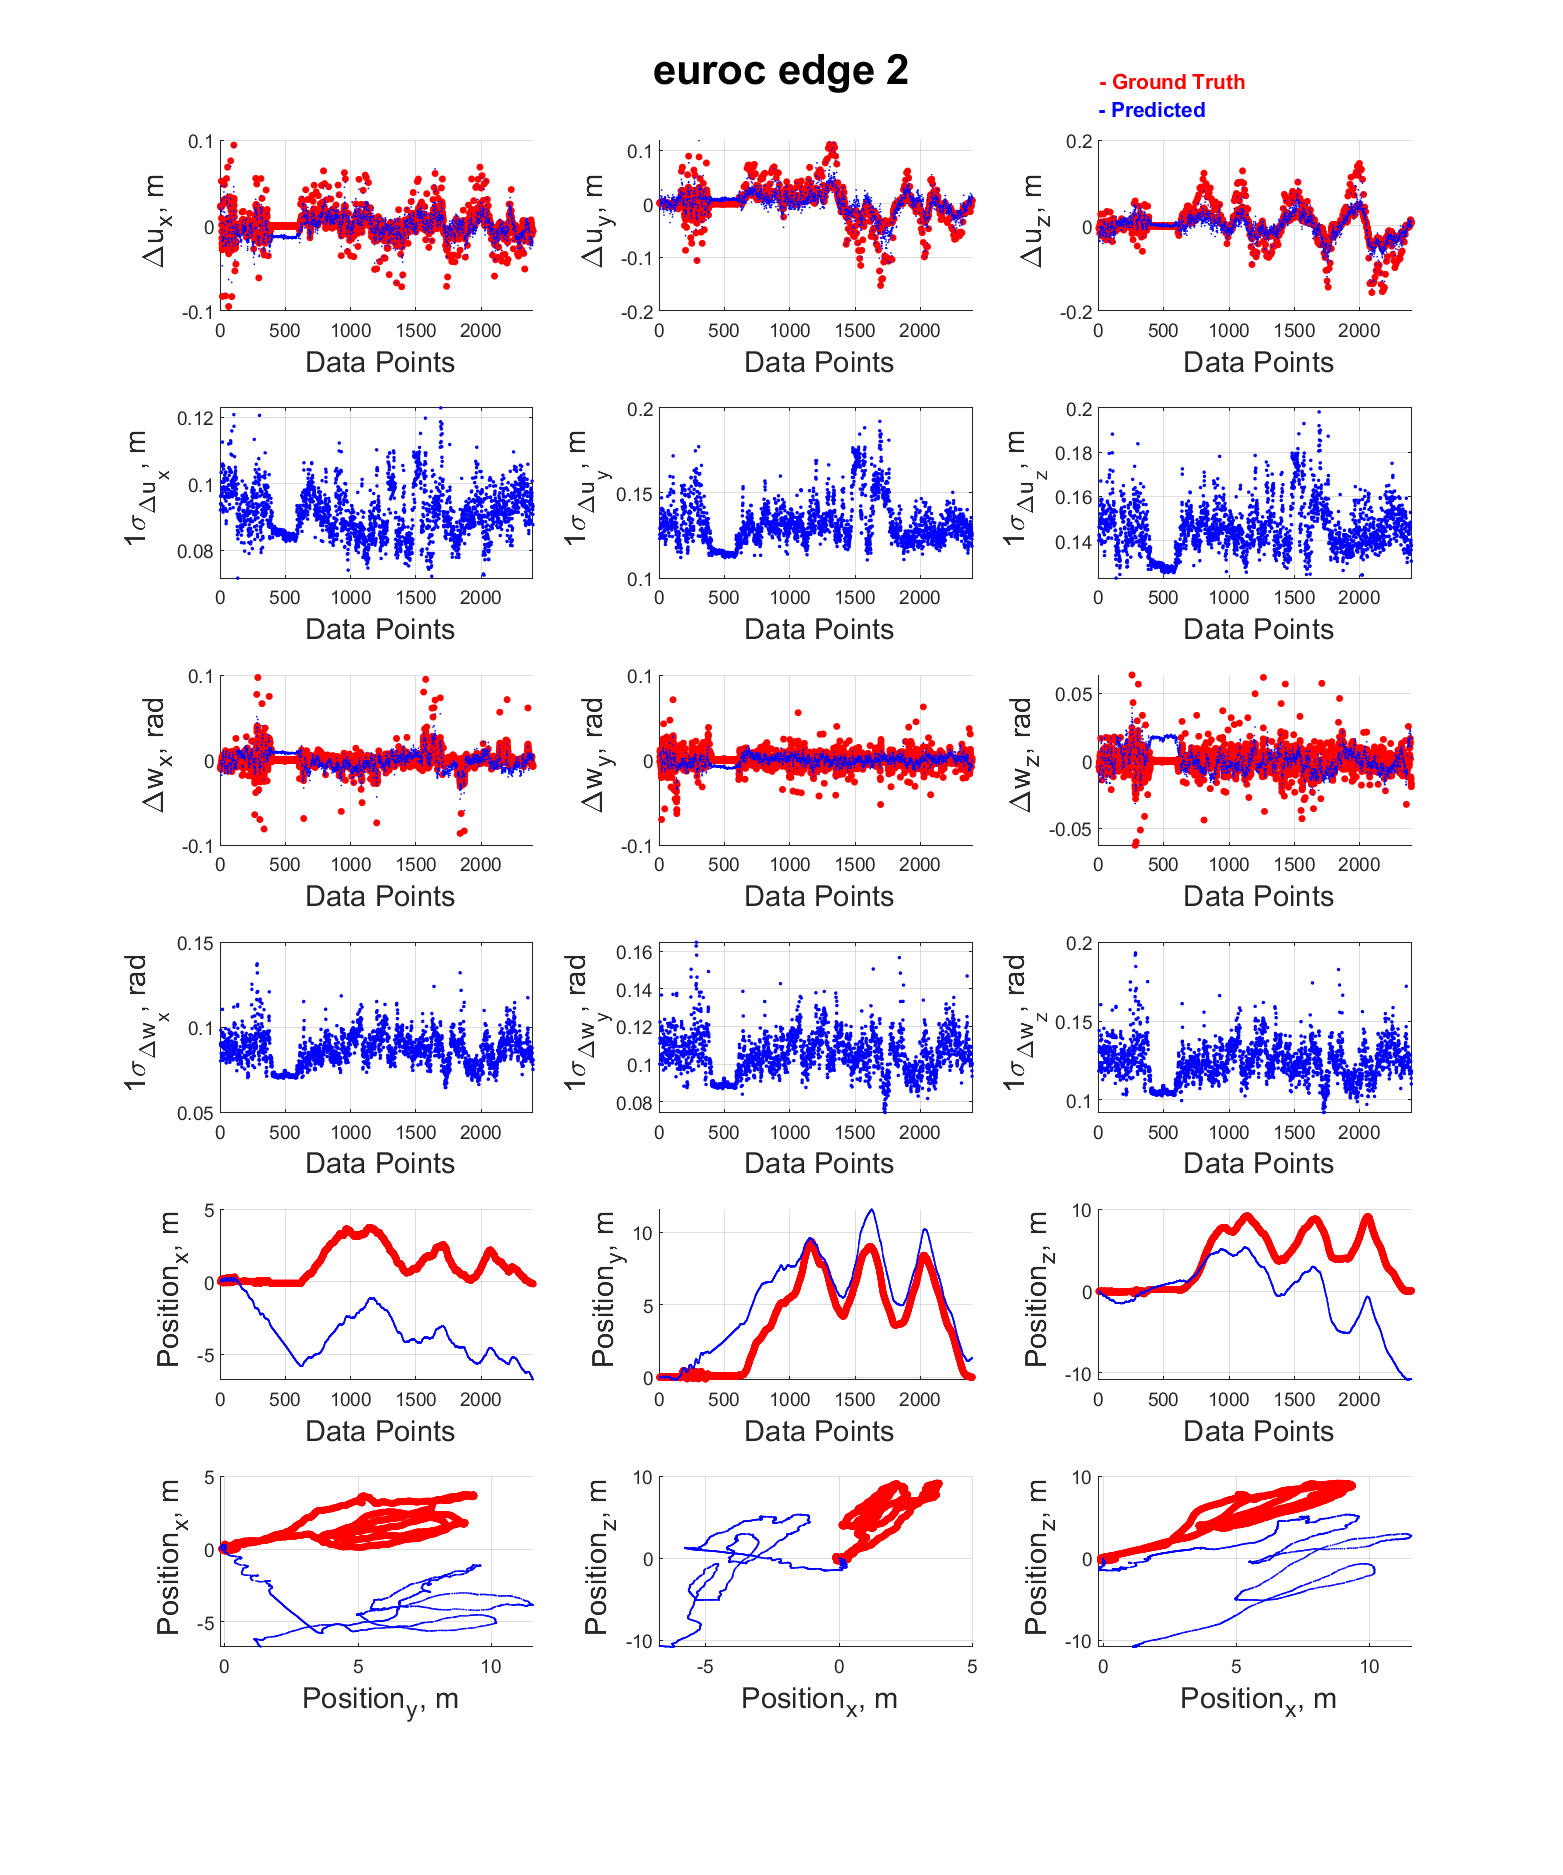 euroc edge 2
- Ground Truth
- Predicted
0.1
0
-0.1
Δu_x, m
0 500 1000 1500 2000
Data Points
0.1
0
-0.1
-0.2
Δu_y, m
0 500 1000 1500 2000
Data Points
0.2
0
-0.2
Δu_z, m
0 500 1000 1500 2000
Data Points
0.12
0.1
0.08
1σ_Δu_x, m
0 500 1000 1500 2000
Data Points
0.2
0.15
0.1
1σ_Δu_y, m
0 500 1000 1500 2000
Data Points
0.2
0.18
0.16
0.14
1σ_Δu_z, m
0 500 1000 1500 2000
Data Points
0.1
0
-0.1
Δw_x, rad
0 500 1000 1500 2000
Data Points
0.1
0
-0.1
Δw_y, rad
0 500 1000 1500 2000
Data Points
0.05
0
-0.05
Δw_z, rad
0 500 1000 1500 2000
Data Points
0.15
0.1
0.05
1σ_Δw_x, rad
0 500 1000 1500 2000
Data Points
0.16
0.14
0.12
0.1
0.08
1σ_Δw_y, rad
0 500 1000 1500 2000
Data Points
0.2
0.15
0.1
1σ_Δw_z, rad
0 500 1000 1500 2000
Data Points
5
0
-5
Position_x, m
0 500 1000 1500 2000
Data Points
10
5
0
Position_y, m
0 500 1000 1500 2000
Data Points
10
0
-10
Position_z, m
0 500 1000 1500 2000
Data Points
5
0
-5
Position_x, m
0 5 10
Position_y, m
10
0
-10
Position_z, m
-5 0 5
Position_x, m
10
0
-10
Position_z, m
0 5 10
Position_x, m